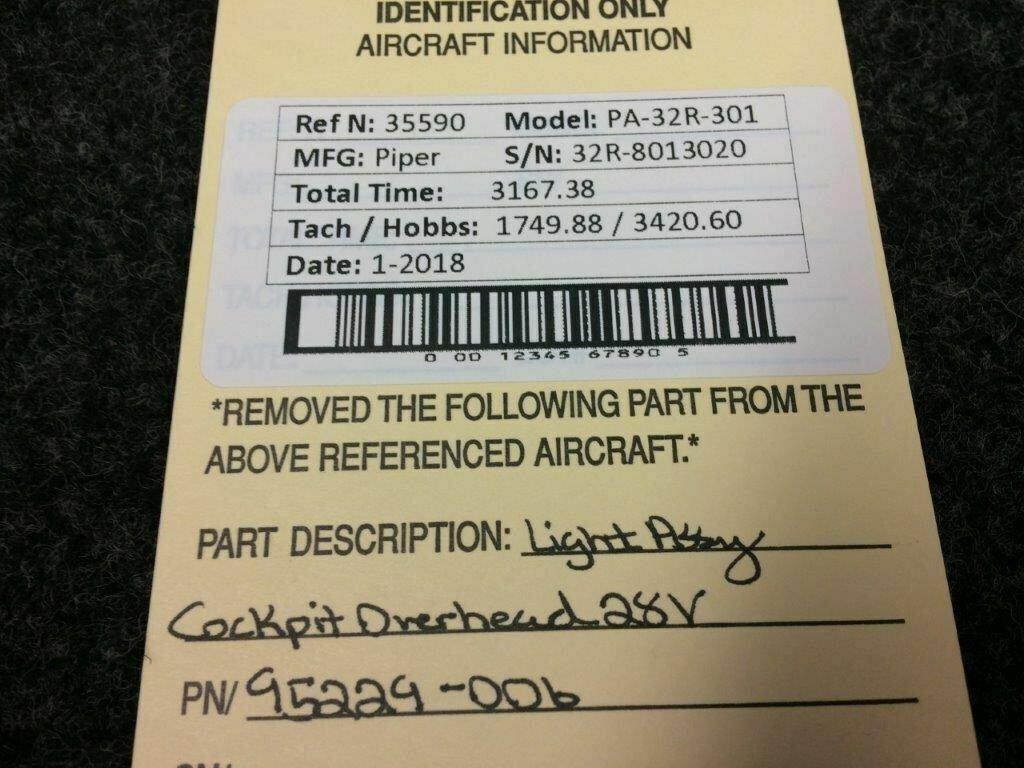 IDENTIFICATION ONLY
AIRCRAFT INFORMATION
Ref N: 35590 Model: PA-32R-301
MFG: Piper S/N: 32R-8013020
Total Time: 3167.38
Tach / Hobbs: 1749.88 / 3420.60
Date: 1-2018
0 00 12345 67890 5
*REMOVED THE FOLLOWING PART FROM THE
ABOVE REFERENCED AIRCRAFT.*
PART DESCRIPTION: Light Assy
Cockpit Overhead 28V
PN/ 95229-006